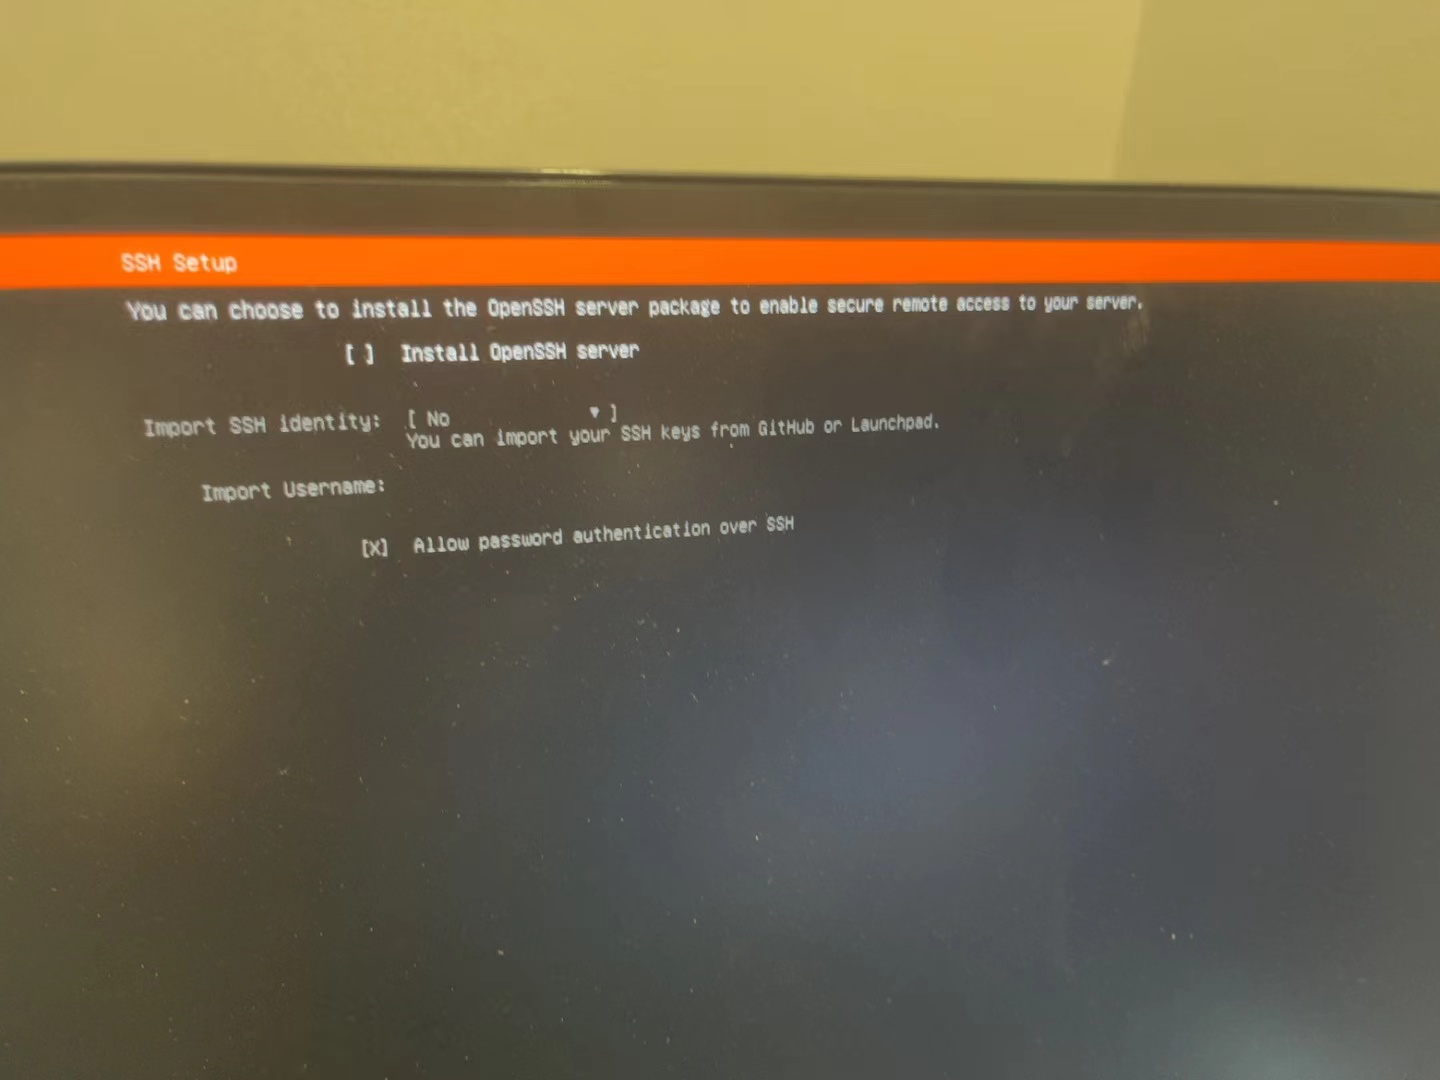 SSH Setup
You can choose to install the OpenSSH server package to enable secure remote access to your server.
[ ] Install OpenSSH server
Import SSH identity: [ No ▾ ]
You can import your SSH keys from GitHub or Launchpad.
Import Username:
[X] Allow password authentication over SSH